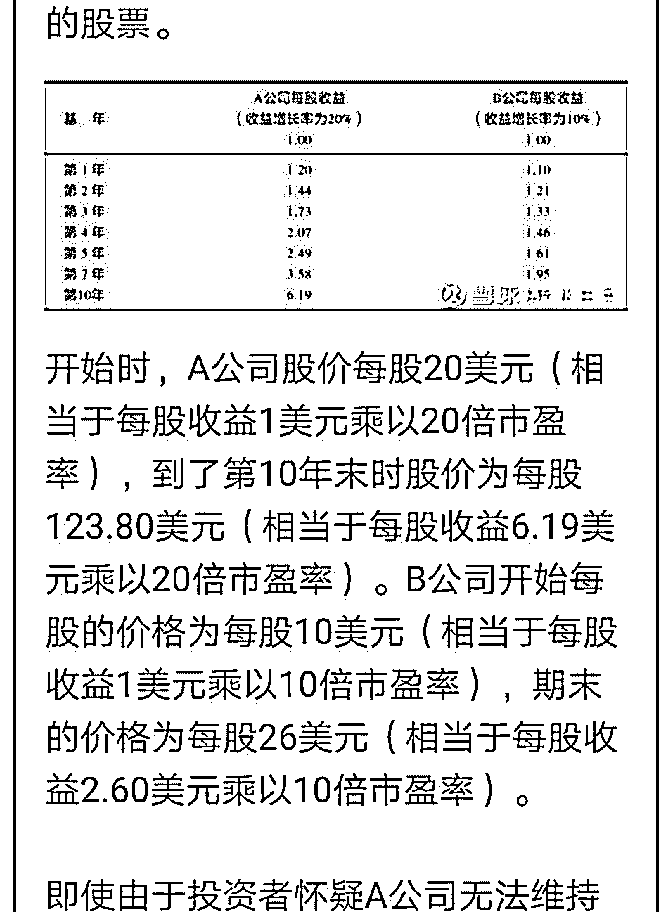 的股票。
A公司每股收益 B公司每股收益
基 年 (收益增长率为20%) (收益增长率为10%)
1.00 1.00
第1年 1.20 1.10
第2年 1.44 1.21
第3年 1.73 1.33
第4年 2.07 1.46
第5年 2.49 1.61
第7年 3.58 1.95
第10年 6.19
开始时，A公司股价每股20美元（相
当于每股收益1美元乘以20倍市盈
率），到了第10年末时股价为每股
123.80美元（相当于每股收益6.19美
元乘以20倍市盈率）。B公司开始每
股的价格为每股10美元（相当于每股
收益1美元乘以10倍市盈率），期末
的价格为每股26美元（相当于每股收
益2.60美元乘以10倍市盈率）。
即使由于投资者怀疑A公司无法维持